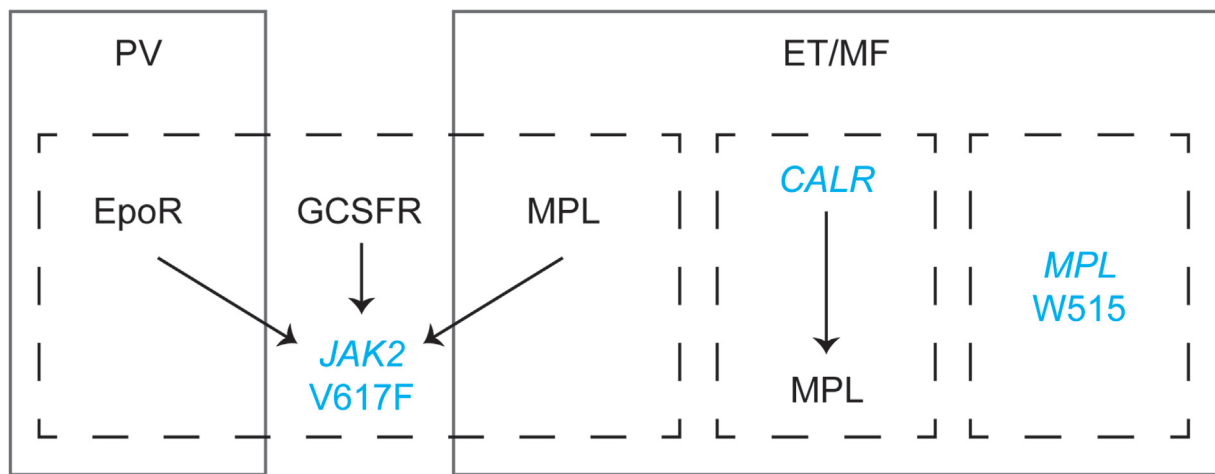 PV
ET/MF
EpoR
GCSFR
MPL
JAK2
V617F
CALR
MPL
MPL
W515